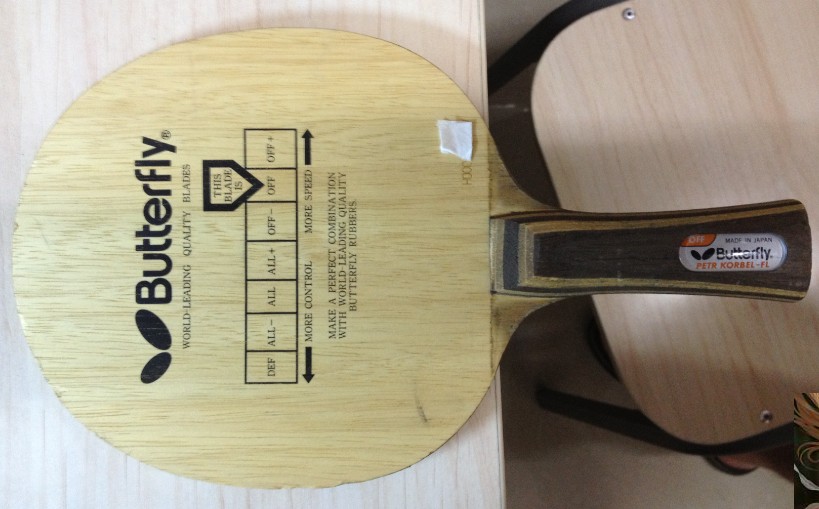 Butterfly®
WORLD-LEADING QUALITY BLADES
THIS
BLADE
IS
DEF ALL- ALL ALL+ OFF- OFF OFF+
MORE CONTROL MORE SPEED
MAKE A PERFECT COMBINATION
WITH WORLD-LEADING QUALITY
BUTTERFLY RUBBERS.
OFF MADE IN JAPAN
Butterfly.
PETR KORBEL-FL